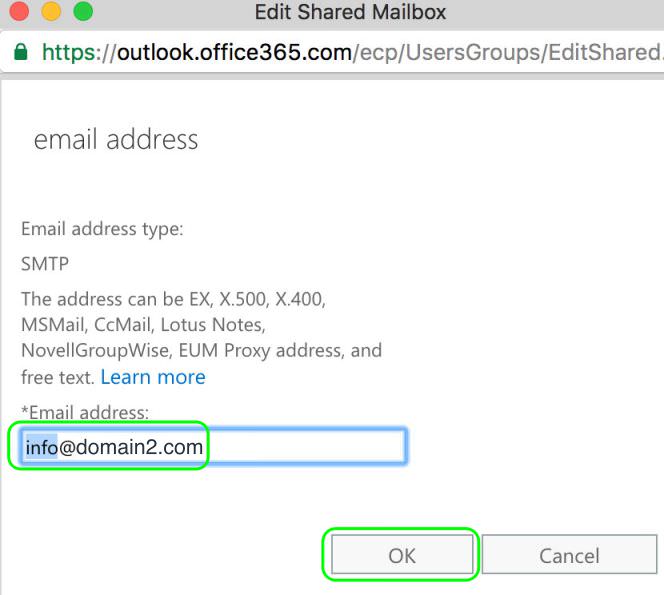 Edit Shared Mailbox
https://outlook.office365.com/ecp/UsersGroups/EditShared.
email address
Email address type:
SMTP
The address can be EX, X.500, X.400,
MSMail, CcMail, Lotus Notes,
NovellGroupWise, EUM Proxy address, and
free text. Learn more
*Email address:
info@domain2.com
OK
Cancel